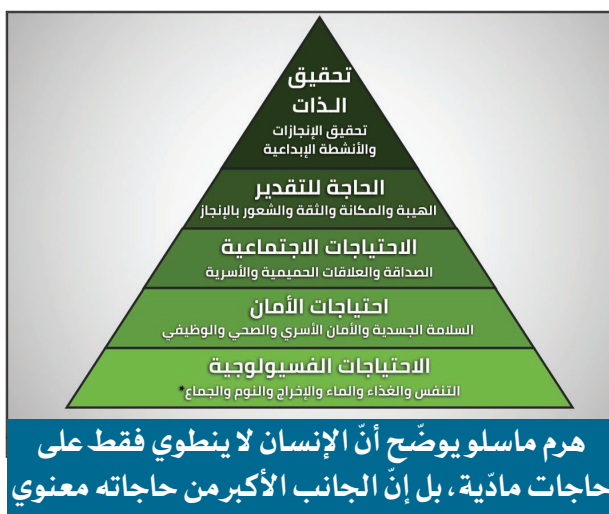 تحقيق
الـذات
تحقيق الإنجازات
والأنشطة الإبداعية
الحاجة للتقدير
الهيبة والمكانة والثقة والشعور بالإنجاز
الاحتياجات الاجتماعية
الصداقة والعلاقات الحميمية والأسرية
احتياجات الأمان
السلامة الجسدية والأمان الأسري والصحي والوظيفي
الاحتياجات الفسيولوجية
التنفس والغذاء والماء والإخراج والنوم والجماع*
هرم ماسلو يوضّح أنّ الإنسان لا ينطوي فقط على
حاجات مادّية، بل إنّ الجانب الأكبر من حاجاته معنوي